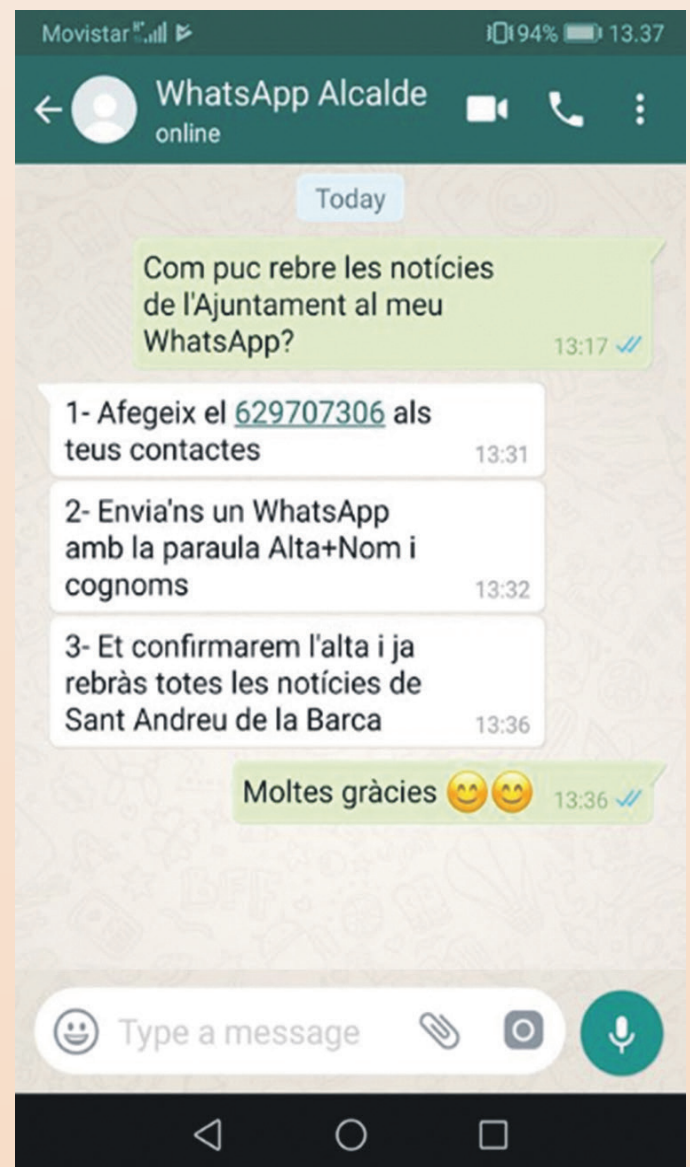 Movistar 94% 13.37
WhatsApp Alcalde
online
Today
Com puc rebre les notícies
de l'Ajuntament al meu
WhatsApp? 13:17
1- Afegeix el 629707306 als
teus contactes 13:31
2- Envia'ns un WhatsApp
amb la paraula Alta+Nom i
cognoms 13:32
3- Et confirmarem l'alta i ja
rebràs totes les notícies de
Sant Andreu de la Barca 13:36
Moltes gràcies 😊😊 13:36
BFF
Type a message